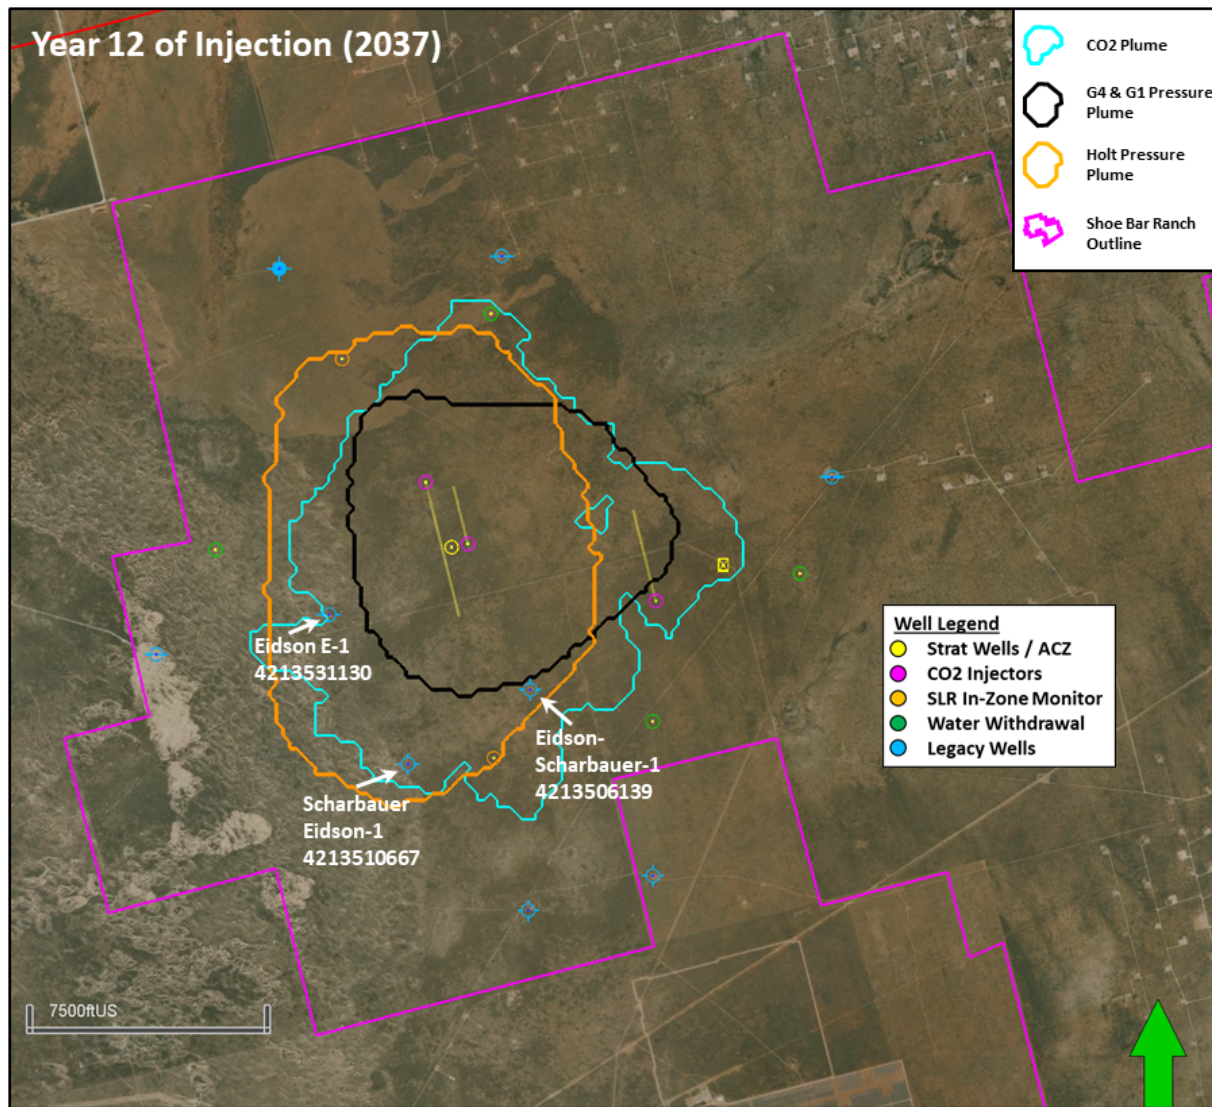 Year 12 of Injection (2037)
CO2 Plume
G4 & G1 Pressure
Plume
Holt Pressure
Plume
Shoe Bar Ranch
Outline
Eidson E-1
4213531130
Well Legend
Strat Wells / ACZ
CO2 Injectors
SLR In-Zone Monitor
Water Withdrawal
Legacy Wells
Eidson-
Scharbauer-1
4213506139
Scharbauer
Eidson-1
4213510667
7500ftUS